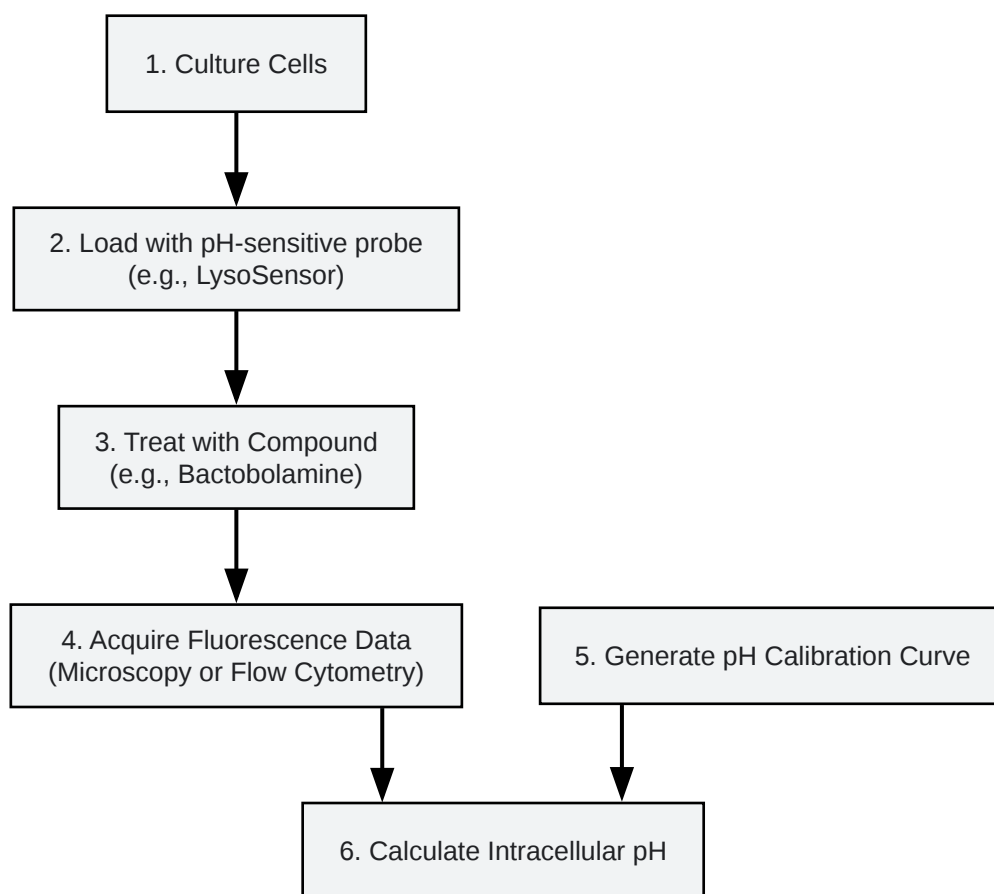 1. Culture Cells
2. Load with pH-sensitive probe
(e.g., LysoSensor)
3. Treat with Compound
(e.g., Bactobolamine)
4. Acquire Fluorescence Data
(Microscopy or Flow Cytometry)
5. Generate pH Calibration Curve
6. Calculate Intracellular pH